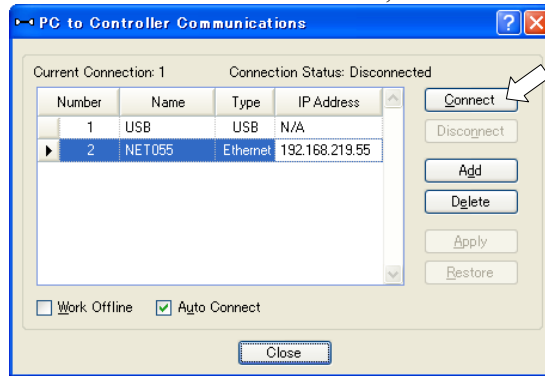 PC to Controller Communications
Current Connection: 1 Connection Status: Disconnected
Number Name Type IP Address
1 USB USB N/A
2 NET055 Ethernet 192.168.219.55
Connect
Disconnect
Add
Delete
Apply
Restore
Work Offline Auto Connect
Close